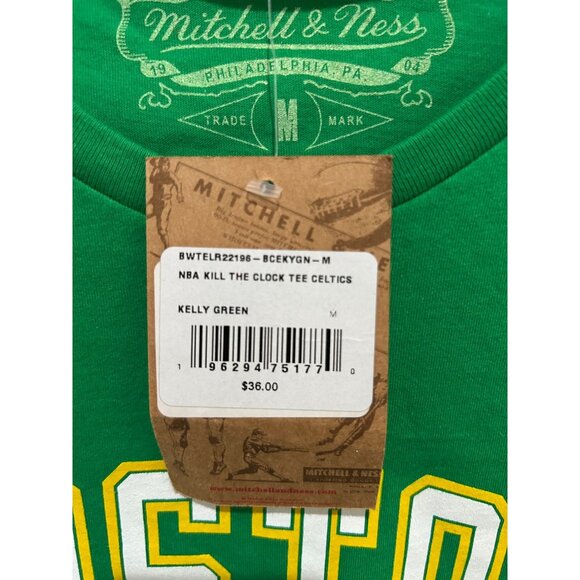 Mitchell & Ness
19 04
PHILADELPHIA, PA
TRADE M MARK
MITCHELL
BWTELR22196-BCEKYGN-M
NBA KILL THE CLOCK TEE CELTICS
KELLY GREEN M
1 96294 75177 0
$36.00
MITCHELL & NESS
www.mitchellandness.com
OSTO